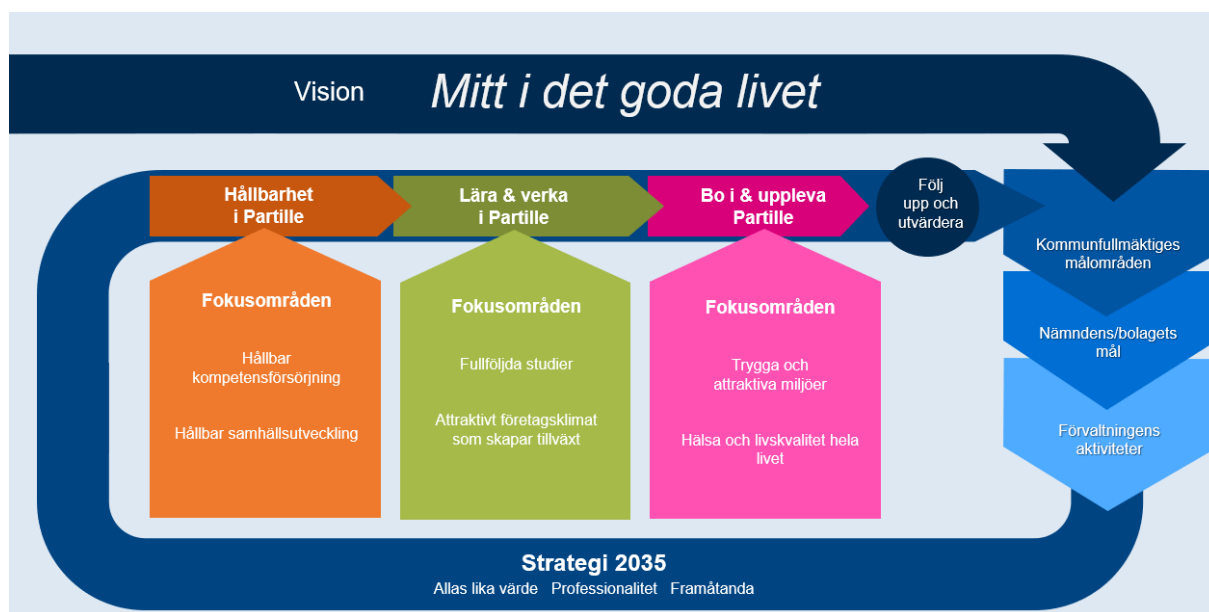 Vision Mitt i det goda livet
Hållbarhet
i Partille
Lära & verka
i Partille
Bo i & uppleva
Partille
Följ
upp och
utvärdera
Kommunfullmäktiges
målområden
Nämndens/bolagets
mål
Förvaltningens
aktiviteter
Fokusområden
Hållbar
kompetensförsörjning
Hållbar samhällsutveckling
Fokusområden
Fullföljda studier
Attraktivt företagsklimat
som skapar tillväxt
Fokusområden
Trygga och
attraktiva miljöer
Hälsa och livskvalitet hela
livet
Strategi 2035
Allas lika värde Professionalitet Framåtanda